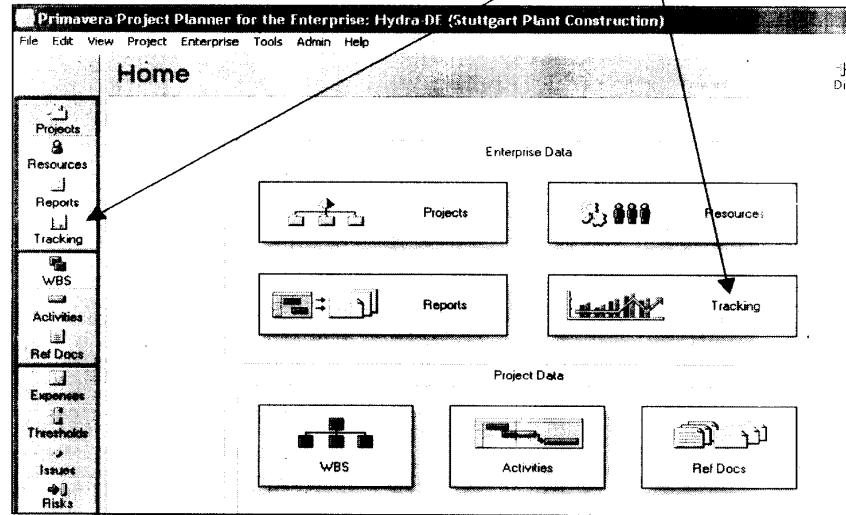 Primavera Project Planner for the Enterprise: Hydra-DE (Stuttgart Plant Construction)
File Edit View Project Enterprise Tools Admin Help
Home
Di
Projects
Resources
Reports
Tracking
WBS
Activities
Ref Docs
Expenses
Thresholds
Issues
Risks
Enterprise Data
Projects
Resources
Reports
Tracking
Project Data
WBS
Activities
Ref Docs